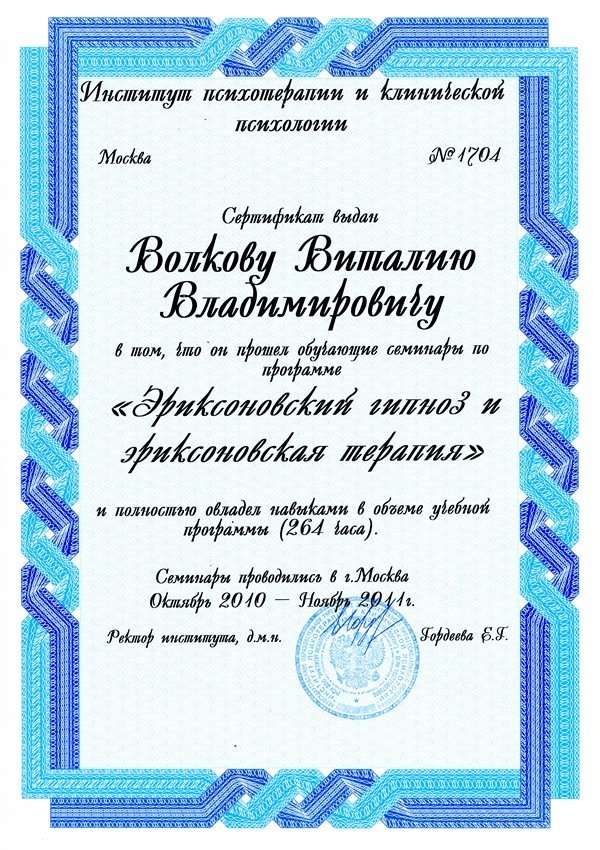 Институт психотерапии и клинической
психологии
Москва №1704
Сертификат выдан
Волкову Виталию
Владимировичу
в том, что он прошел обучающие семинары по
программе
«Эриксоновский гипноз и
эриксоновская терапия»
и полностью овладел навыками в объеме учебной
программы (264 часа).
Семинары проводились в г.Москва
Октябрь 2010 — Ноябрь 2011г.
Ректор института, д.м.н. Гордеева Е.Г.